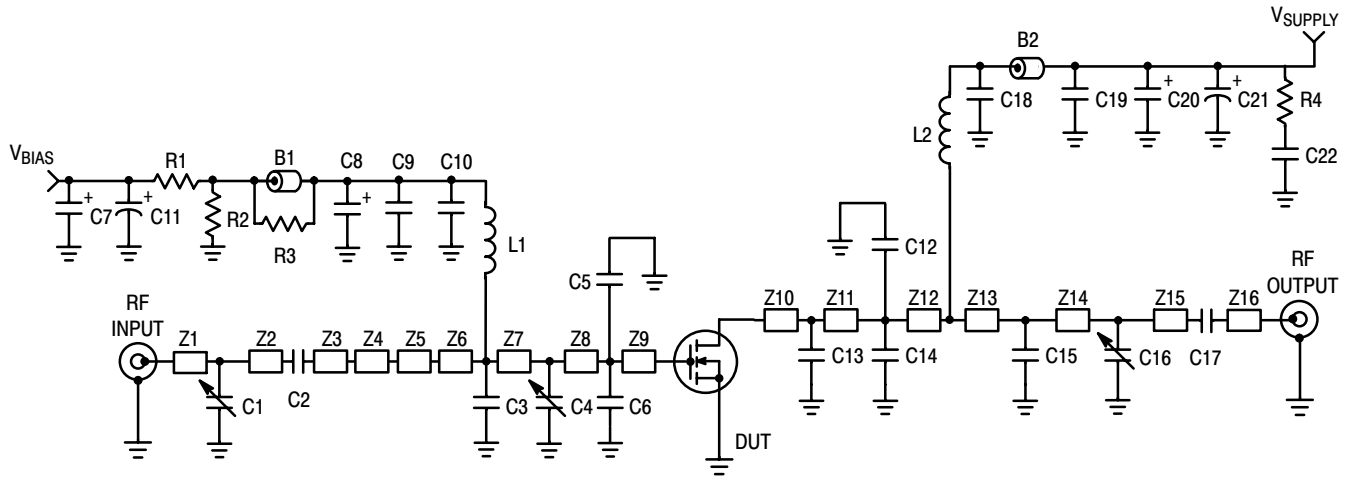 VSUPPLY
B2
C18
C19
+
C20
+
C21
R4
L2
C22
VBIAS
R1
B1
C8
C9
C10
+
C7
+
C11
R2
+
R3
L1
C5
C12
RF
INPUT
Z1
Z2
Z3
Z4
Z5
Z6
Z7
Z8
Z9
Z10
Z11
Z12
Z13
Z14
Z15
Z16
RF
OUTPUT
C1
C2
C3
C4
C6
DUT
C13
C14
C15
C16
C17